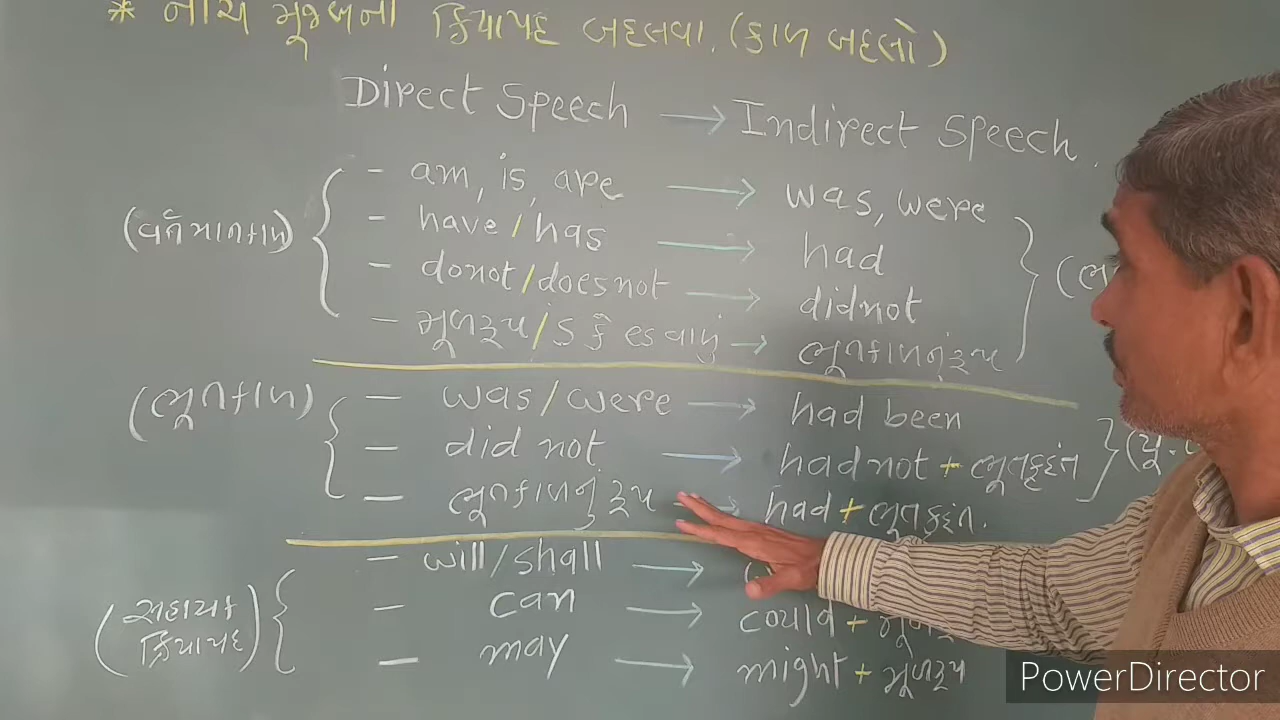 * નીચે મૂજબના ક્રિયાપદ બદલવા. (કાળ બદલો)
Direct Speech → Indirect Speech.
(વર્તમાનકાળ) - am, is, are → was, were
- have/has → had
- donot/doesnot → didnot
- મૂળરૂપ/s કે es વાળું → ભૂતકાળનું રૂપ
(ભૂતકાળ) - was/were → had been
- did not → hadnot + ભૂતકૃદંત
- ભૂતકાળનું રૂપ → had + ભૂતકૃદંત.
(સહાયક ક્રિયાપદ) - will/shall →
- can → could +
- may → might + મૂળરૂપ
PowerDirector